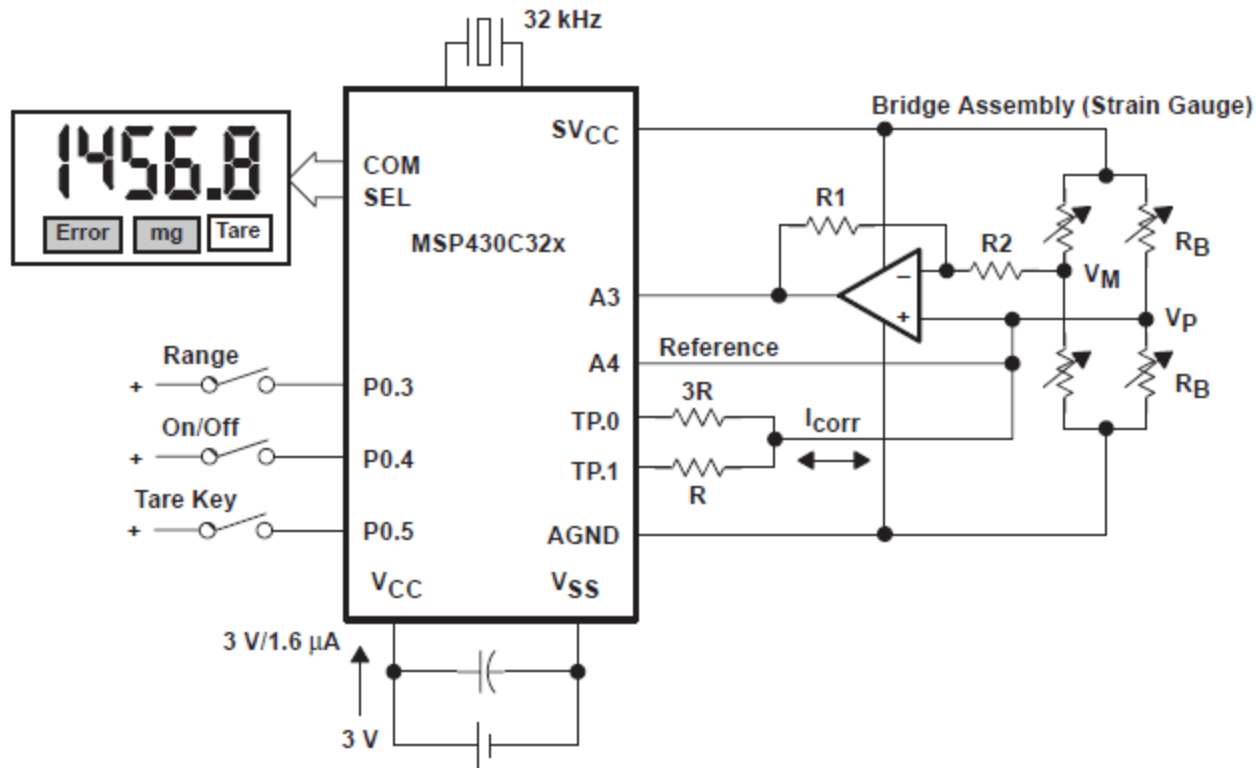 32 kHz
Bridge Assembly (Strain Gauge)
1456.8
Error mg Tare
COM
SEL
MSP430C32x
SVCC
A3
A4
TP.0
TP.1
AGND
P0.3
P0.4
P0.5
VCC
VSS
Range
+
On/Off
+
Tare Key
+
R1
R2
−
+
VM
VP
RB
RB
Reference
3R
Icorr
R
3 V/1.6 µA
3 V